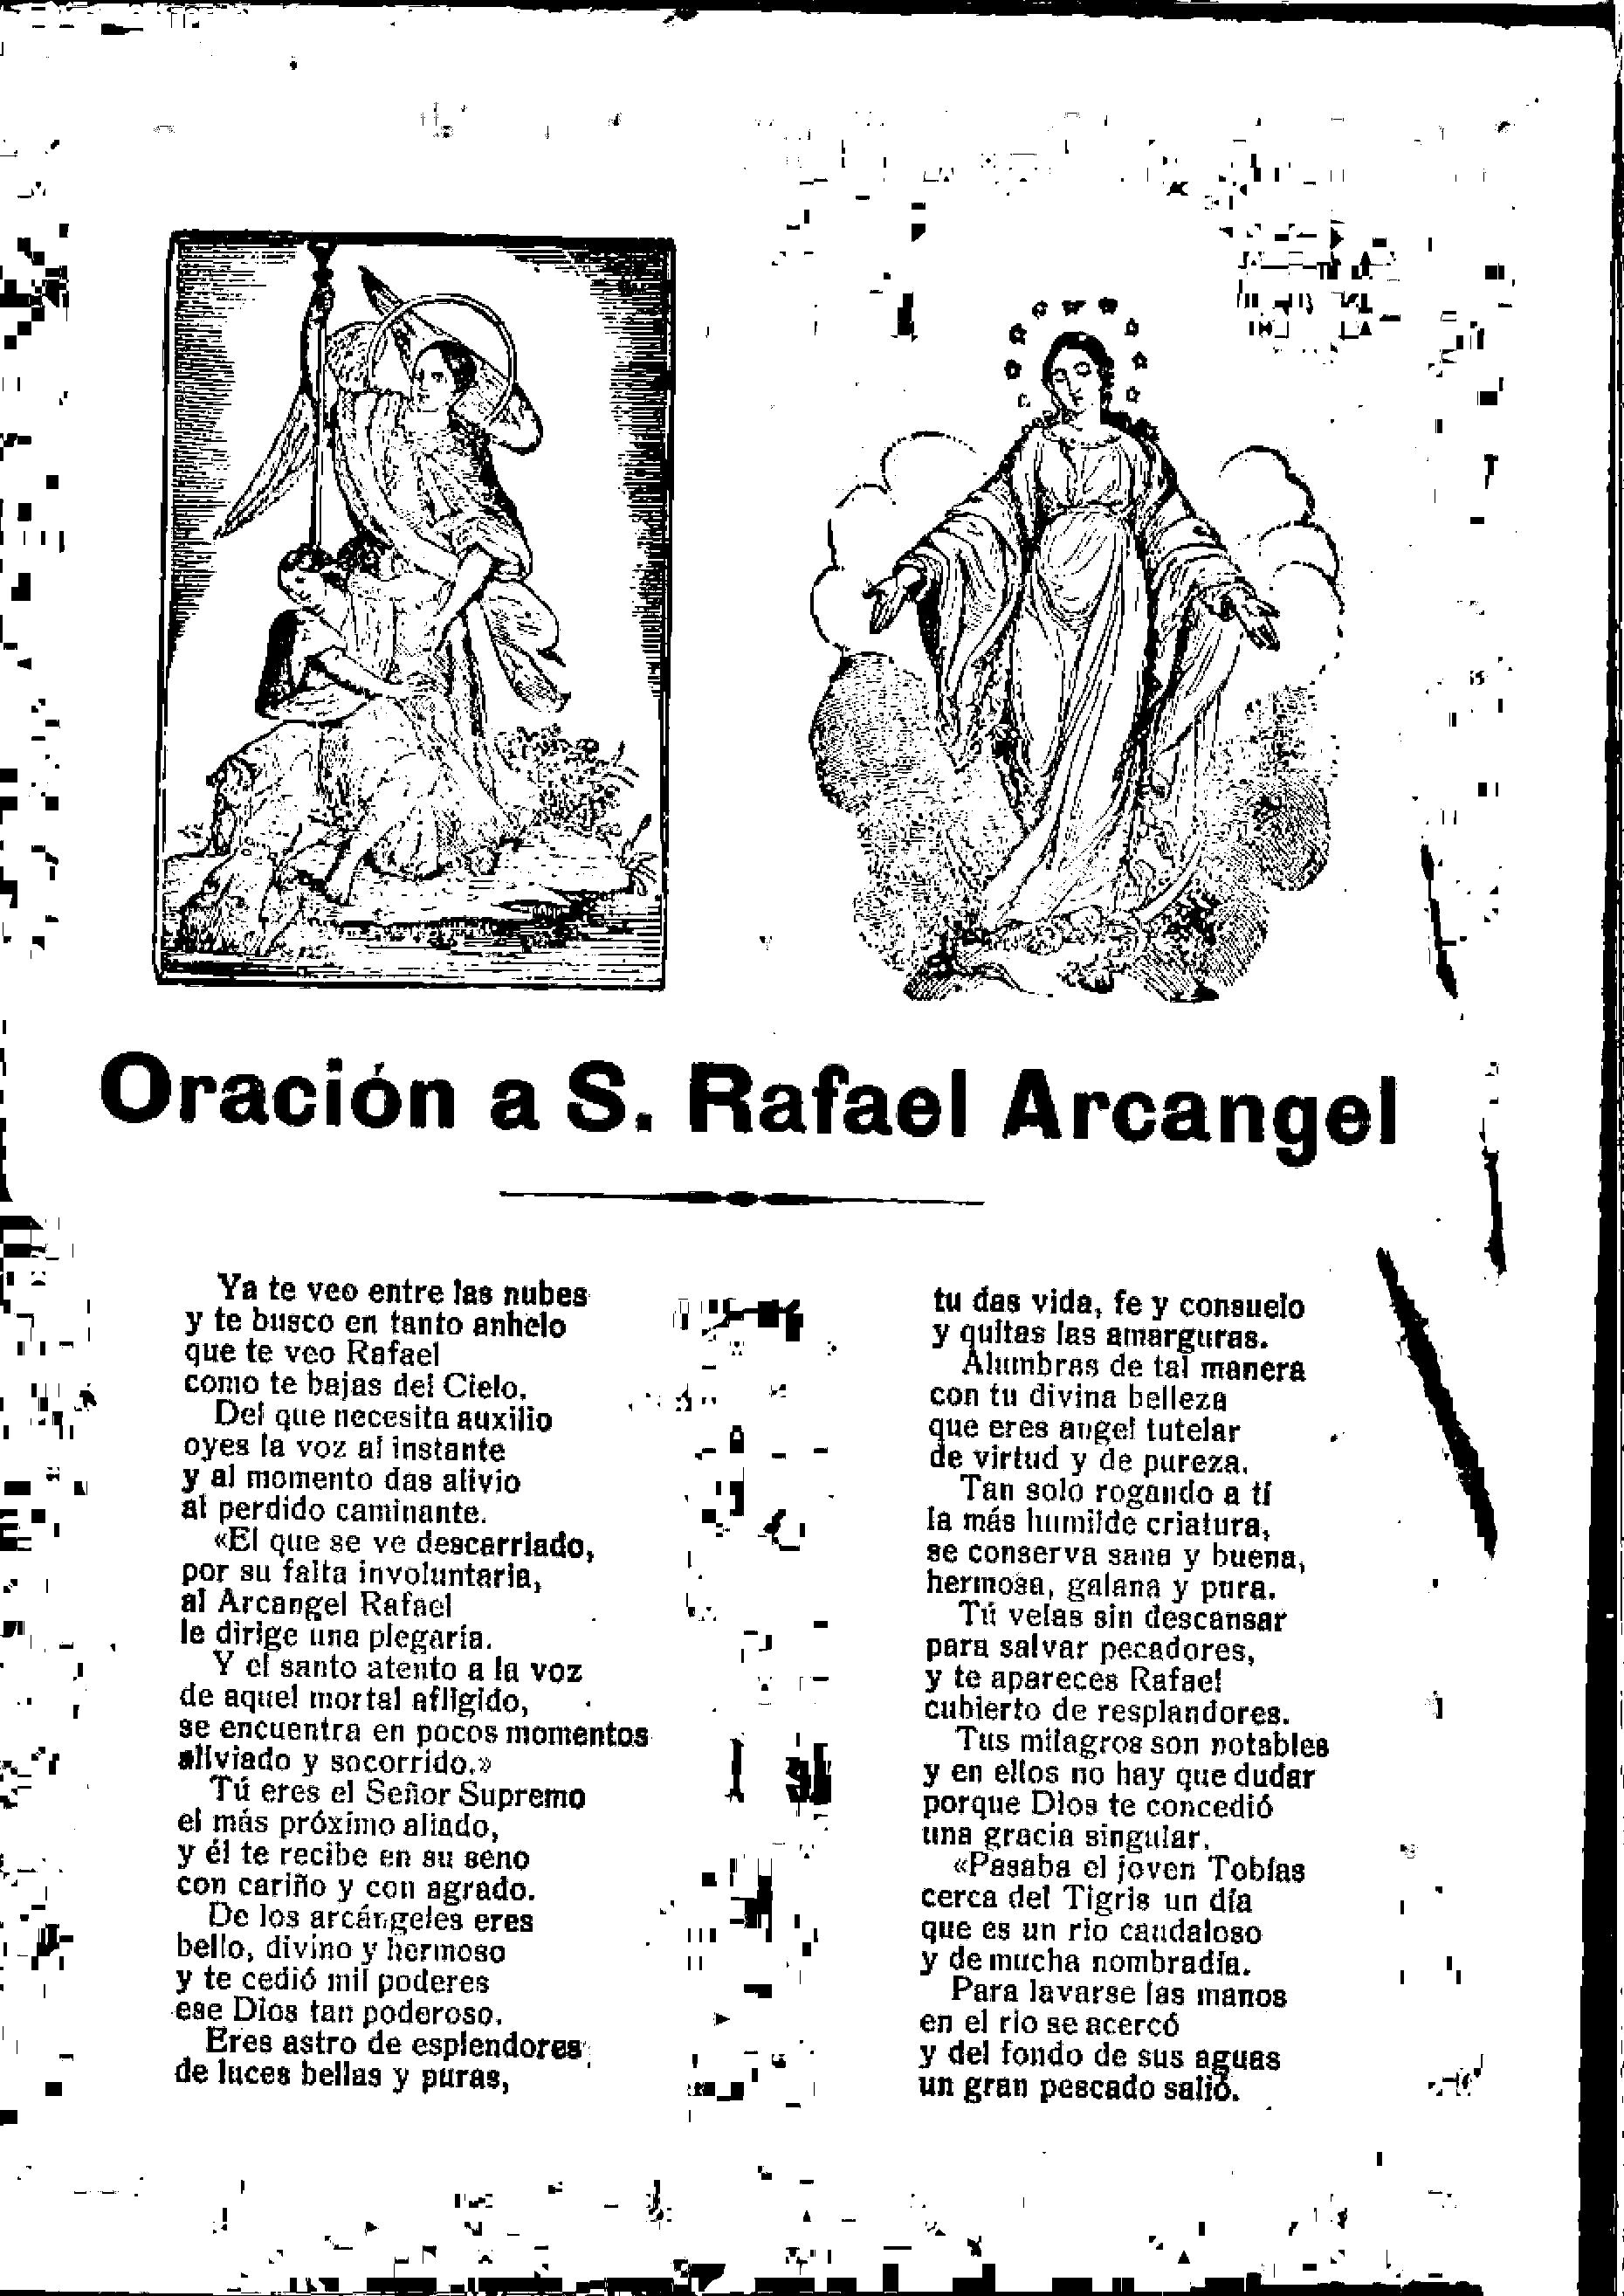 Oración a S. Rafael Arcangel
Ya te veo entre las nubes
y te busco en tanto anhelo
que te veo Rafael
como te bajas del Cielo.
Del que necesita auxilio
oyes la voz al instante
y al momento das alivio
al perdido caminante.
«El que se ve descarriado,
por su falta involuntaria,
al Arcangel Rafael
le dirige una plegaria.
Y el santo atento a la voz
de aquel mortal afligido,
se encuentra en pocos momentos
aliviado y socorrido.»
Tú eres el Señor Supremo
el más próximo aliado,
y él te recibe en su seno
con cariño y con agrado.
De los arcángeles eres
bello, divino y hermoso
y te cedió mil poderes
ese Dios tan poderoso.
Eres astro de esplendores
de luces bellas y puras,
tu das vida, fe y consuelo
y quitas las amarguras.
Alumbras de tal manera
con tu divina belleza
que eres angel tutelar
de virtud y de pureza.
Tan solo rogando a tí
la más humilde criatura,
se conserva sana y buena,
hermosa, galana y pura.
Tú velas sin descansar
para salvar pecadores,
y te apareces Rafael
cubierto de resplandores.
Tus milagros son notables
y en ellos no hay que dudar
porque Dios te concedió
una gracia singular.
«Pasaba el joven Tobías
cerca del Tigris un día
que es un rio caudaloso
y de mucha nombradía.
Para lavarse las manos
en el rio se acercó
y del fondo de sus aguas
un gran pescado salió.